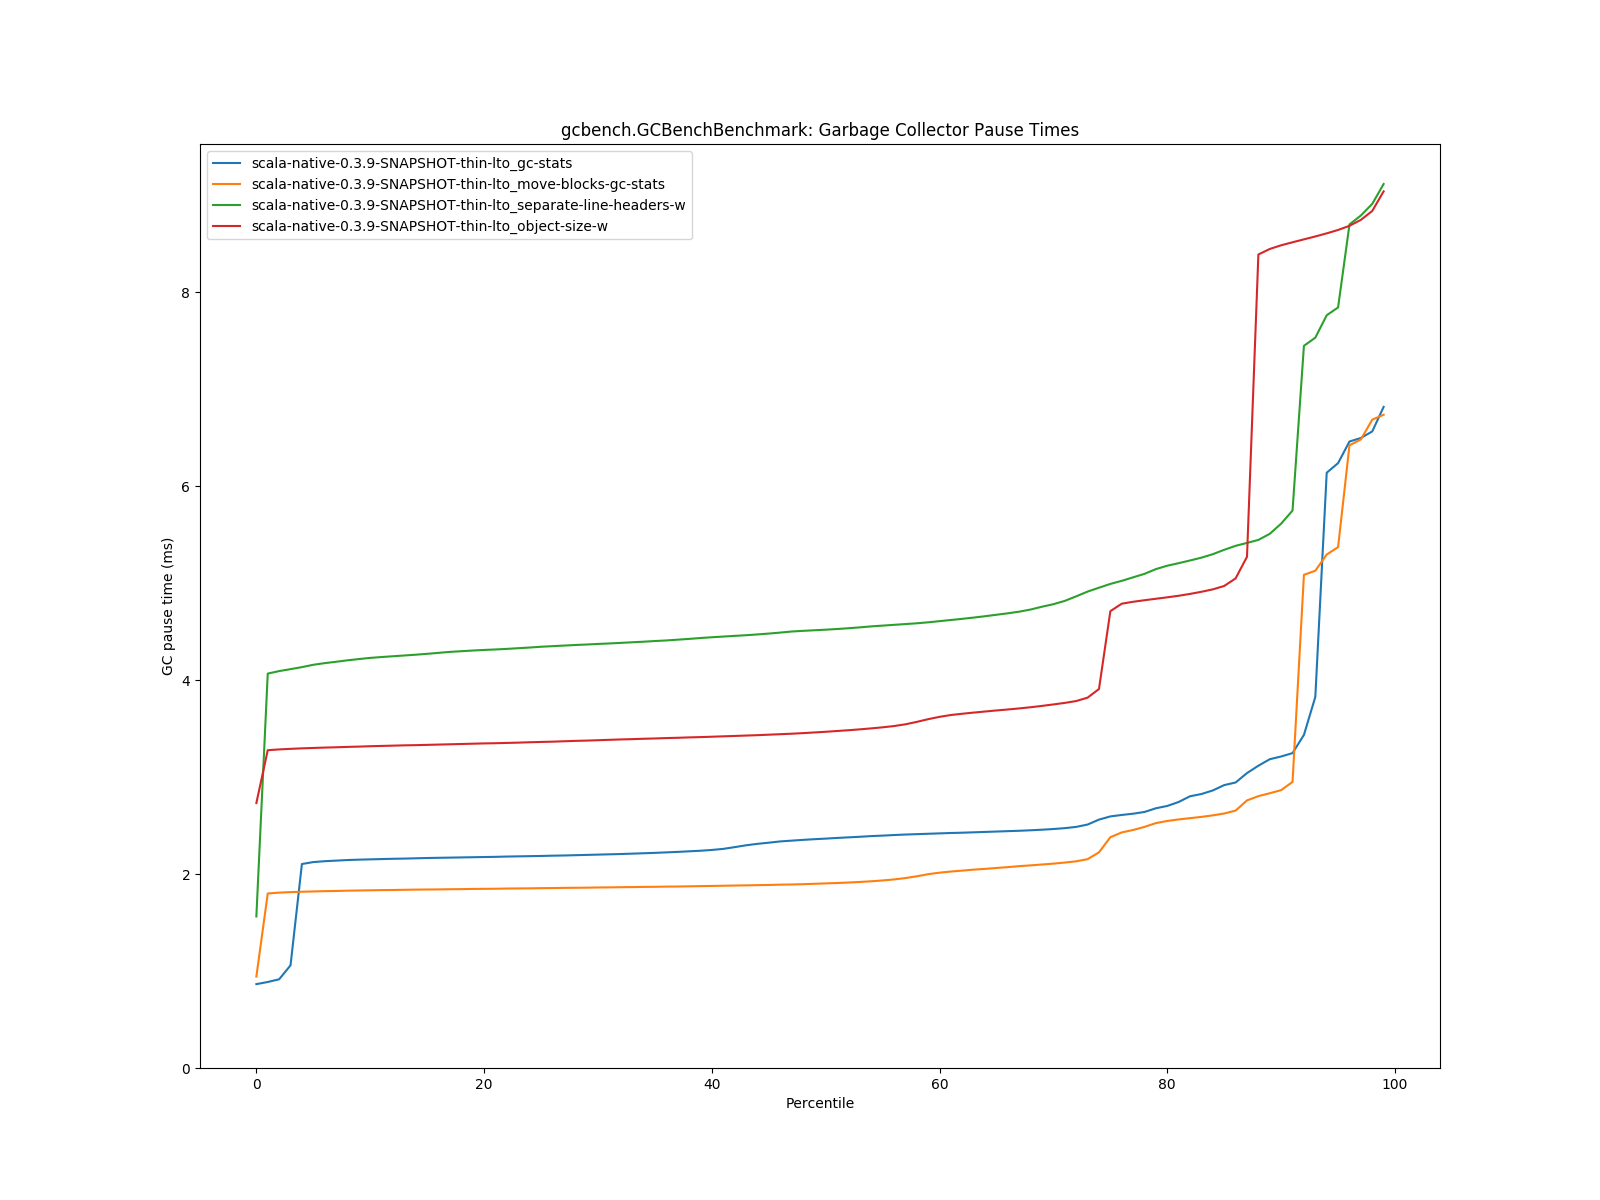 gcbench.GCBenchBenchmark: Garbage Collector Pause Times
scala-native-0.3.9-SNAPSHOT-thin-lto_gc-stats
scala-native-0.3.9-SNAPSHOT-thin-lto_move-blocks-gc-stats
scala-native-0.3.9-SNAPSHOT-thin-lto_separate-line-headers-w
scala-native-0.3.9-SNAPSHOT-thin-lto_object-size-w
8
6
4
2
0
GC pause time (ms)
0 20 40 60 80 100
Percentile